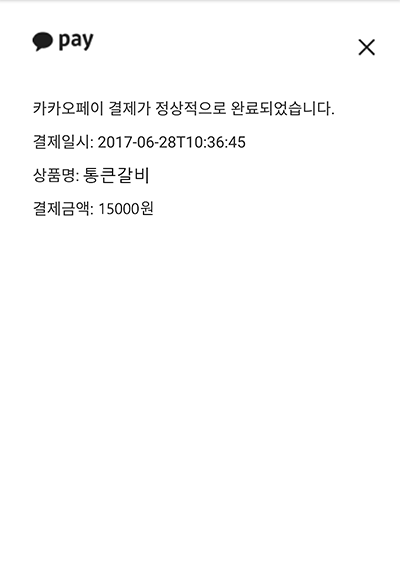 pay
카카오페이 결제가 정상적으로 완료되었습니다.
결제일시: 2017-06-28T10:36:45
상품명: 통큰갈비
결제금액: 15000원